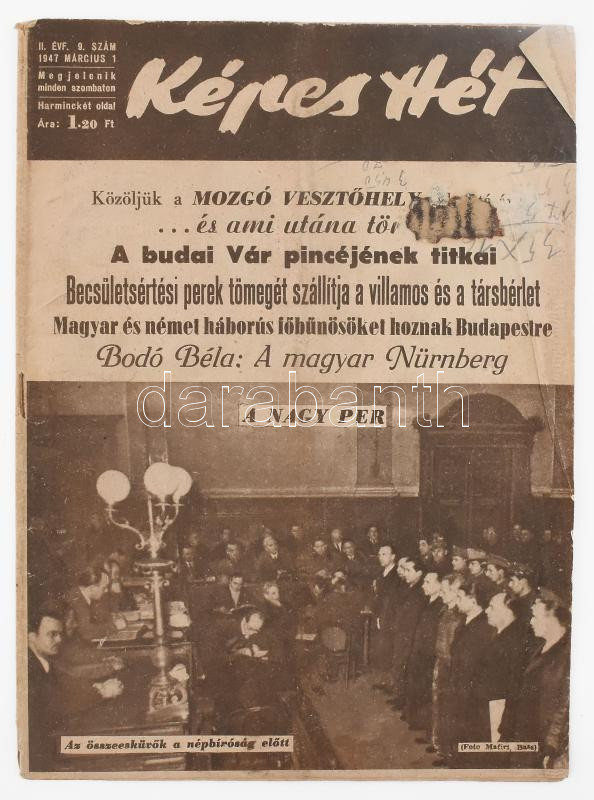 II. ÉVF. 9. SZÁM
1947 MÁRCIUS 1
Megjelenik
minden szombaton
Harminckét oldal
Ára: 1.20 Ft
Képes Hét
Közöljük a MOZGÓ VESZTŐHELY
...és ami utána tör
A budai Vár pincéjének titkai
Becsületsértési perek tömegét szállítja a villamos és a társbérlet
Magyar és német háborús főbűnösöket hoznak Budapestre
Bodó Béla: A magyar Nürnberg
darabanth
A NAGY PER
Az összeesküvők a népbíróság előtt
(Foto Mafirt, Bass)